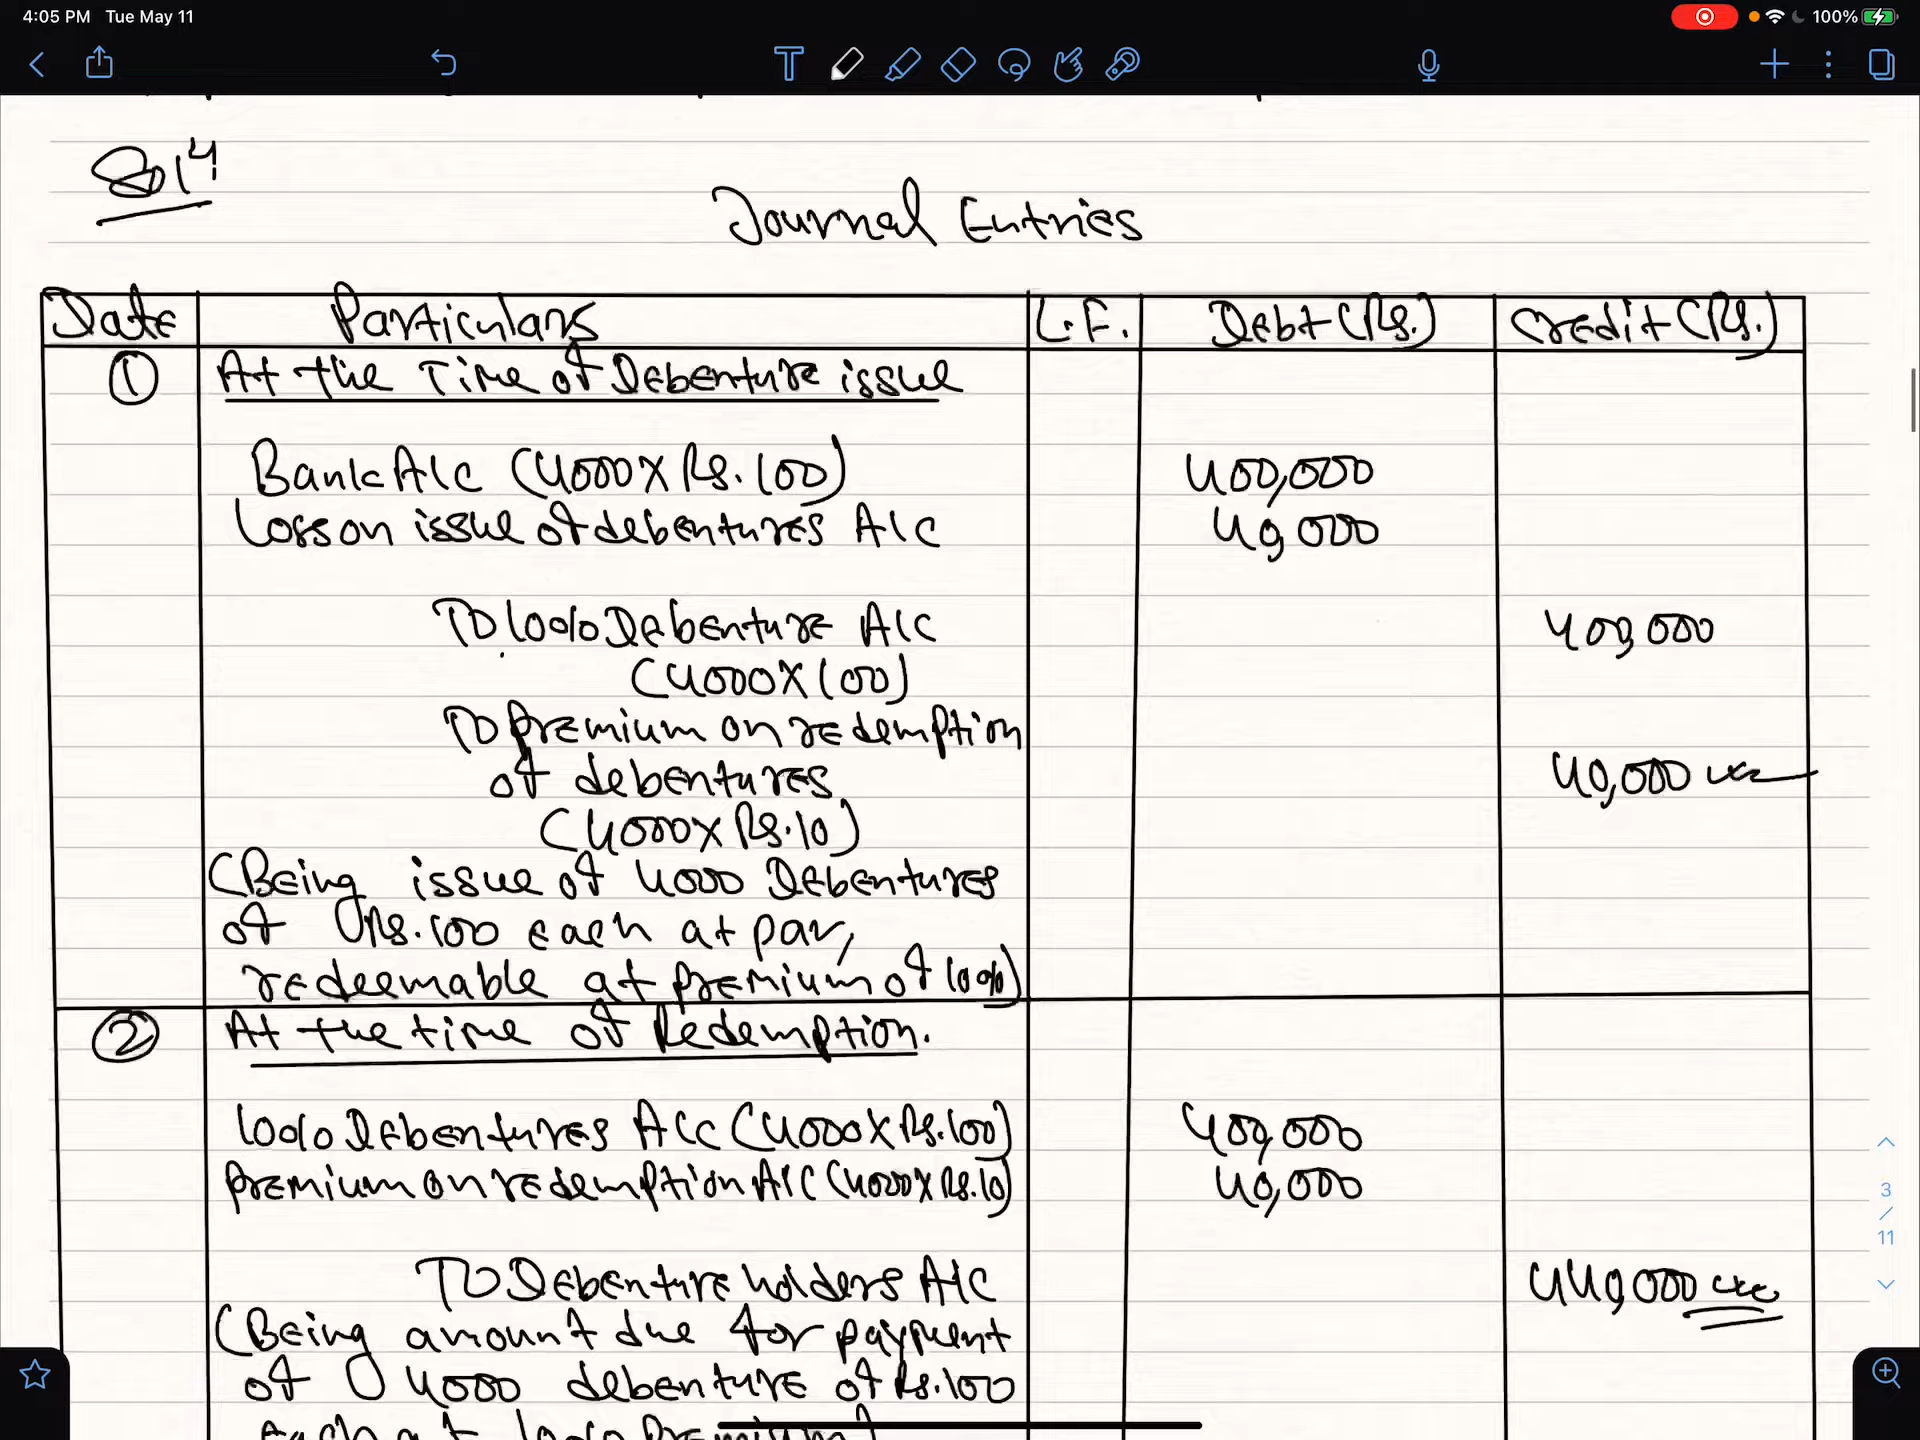 4:05 PM Tue May 11
100%
Soln
Journal Entries
Date Particulars L.F. Debt (Rs.) Credit (Rs.)
① At the Time of Debenture issue
Bank A/c (4000 X Rs. 100) 400,000
Loss on issue of debentures A/c 40,000
To 10% Debenture A/c 400,000
(4000 X 100)
To premium on redemption
of debentures 40,000
(4000 X Rs. 10)
(Being issue of 4000 Debentures
of Rs. 100 each at par,
redeemable at premium of 10%)
② At the time of Redemption.
10% Debentures A/c (4000 X Rs. 100) 400,000
premium on redemption A/c (4000 X Rs. 10) 40,000
To Debenture holders A/c 440,000
(Being amount due for payment
of 4000 debenture of Rs. 100
each at 10% premium)
3
/
11